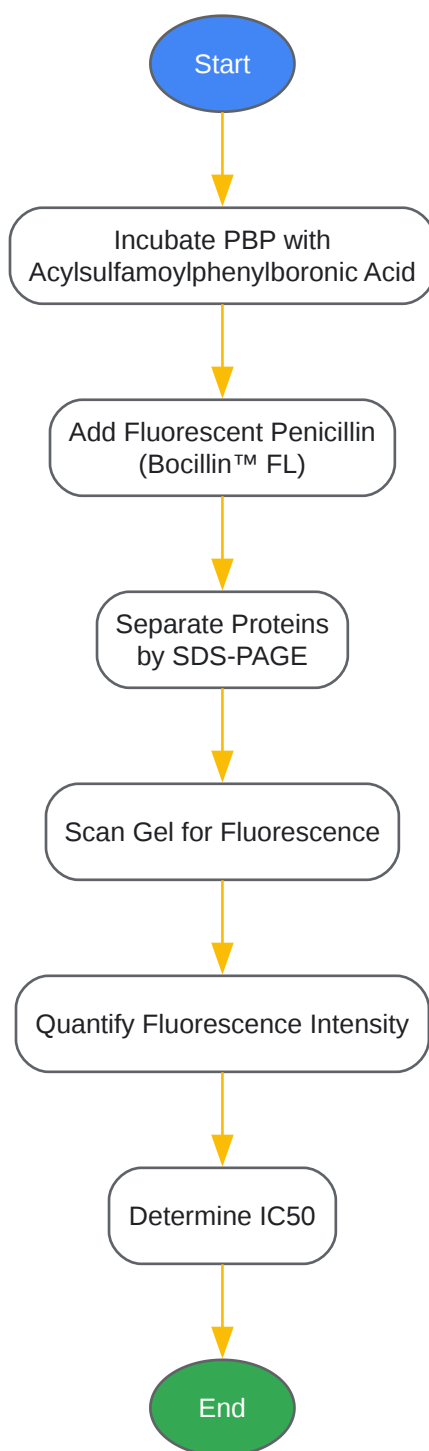 Start
Incubate PBP with
Acylsulfamoylphenylboronic Acid
Add Fluorescent Penicillin
(Bocillin™ FL)
Separate Proteins
by SDS-PAGE
Scan Gel for Fluorescence
Quantify Fluorescence Intensity
Determine IC50
End